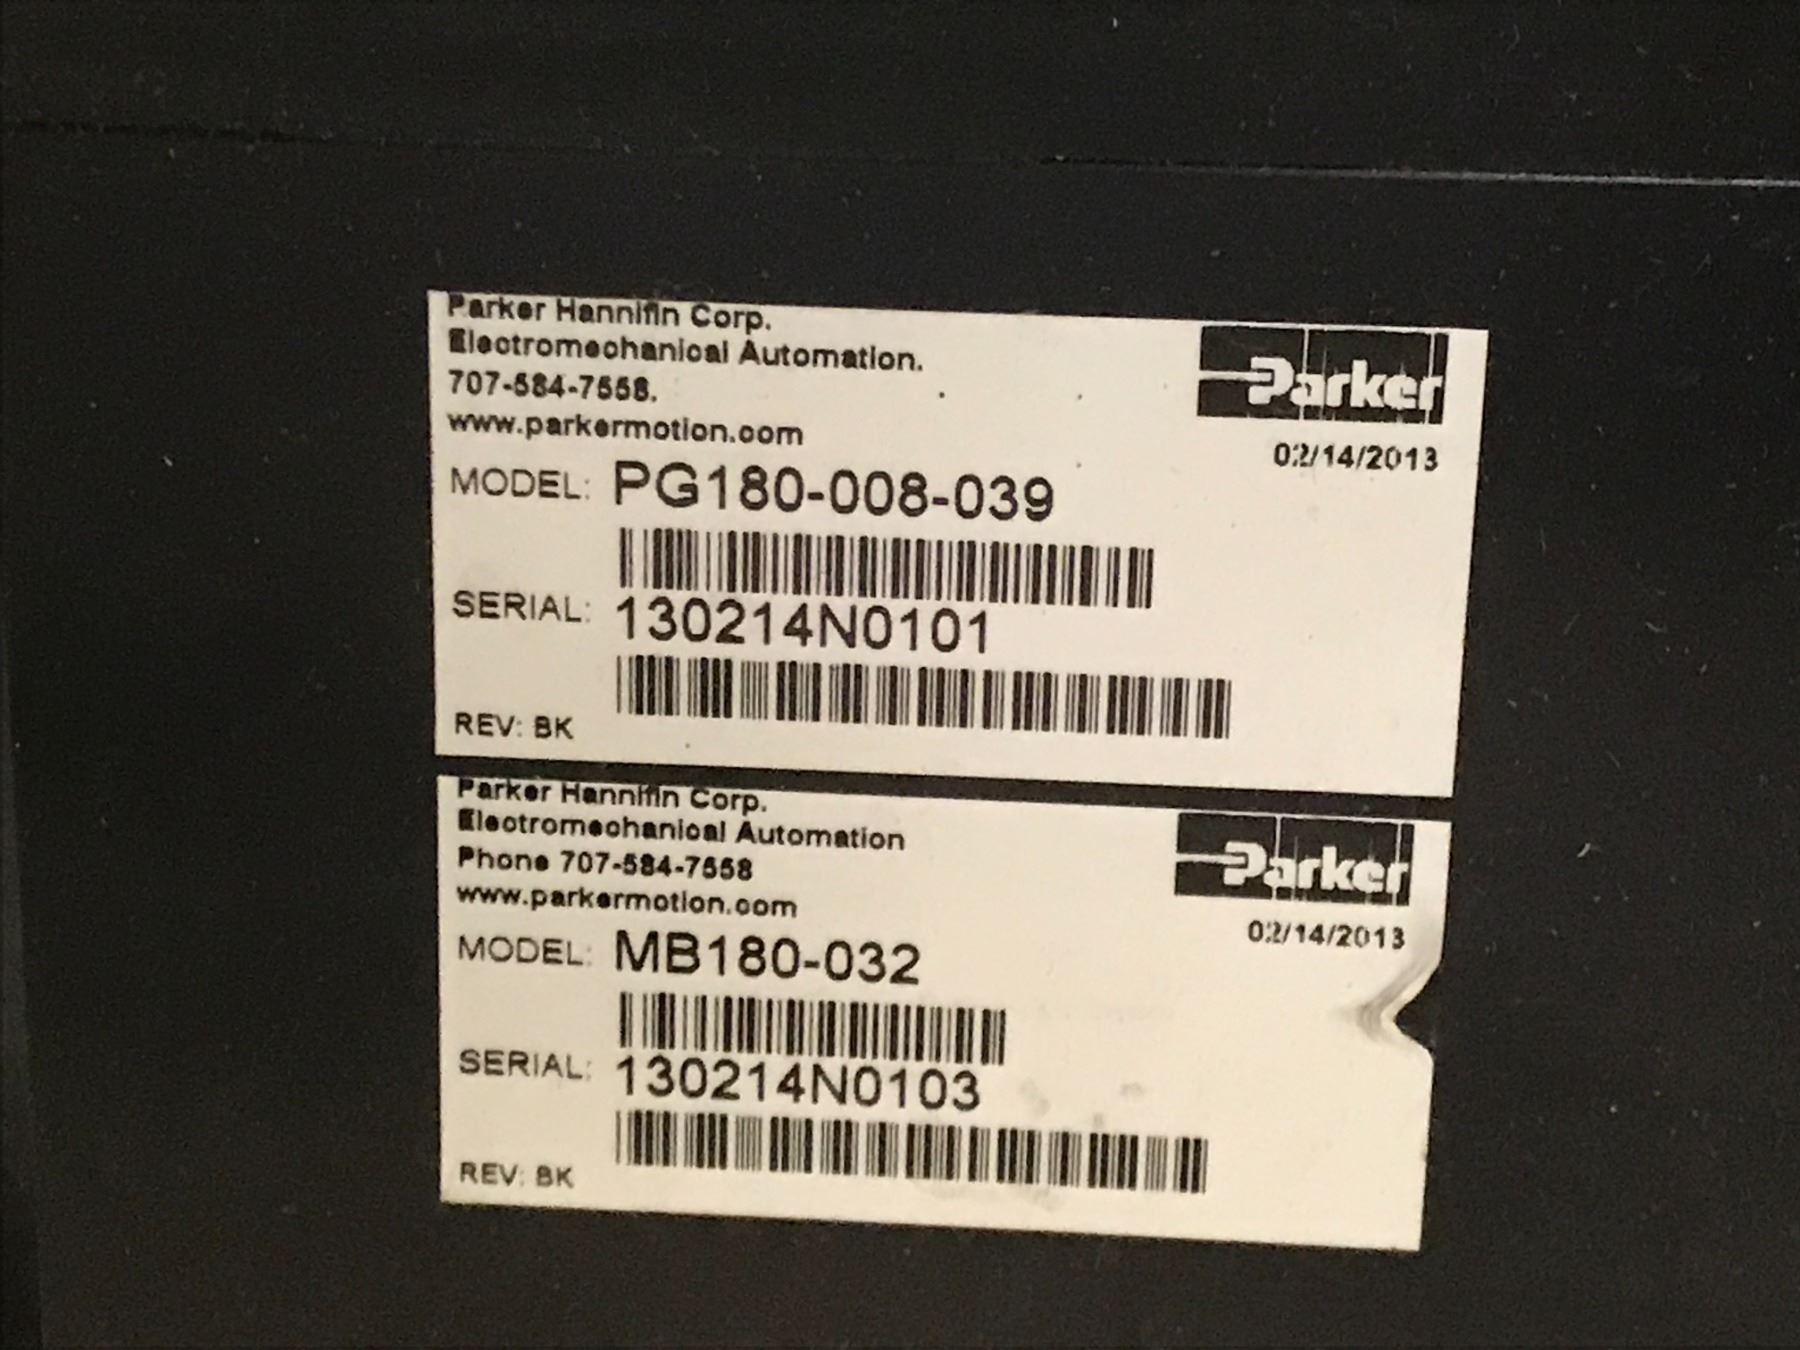 Parker Hannifin Corp.
Electromechanical Automation.
707-584-7558.
www.parkermotion.com
Parker
02/14/2013
MODEL: PG180-008-039
SERIAL: 130214N0101
REV: BK
Parker Hannifin Corp.
Electromechanical Automation
Phone 707-584-7558
www.parkermotion.com
Parker
02/14/2013
MODEL: MB180-032
SERIAL: 130214N0103
REV: BK